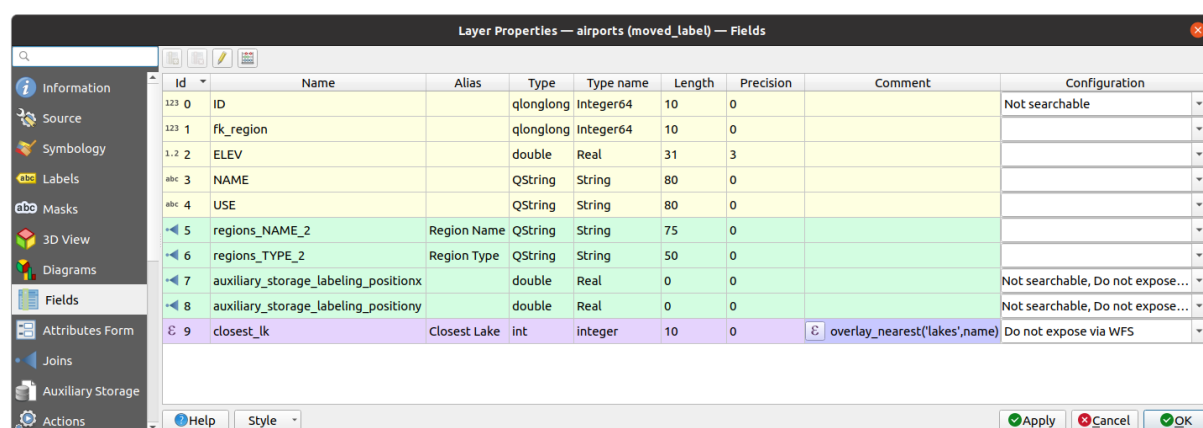 Layer Properties — airports (moved_label) — Fields
Information
Source
Symbology
abc Labels
abc Masks
3D View
Diagrams
Fields
Attributes Form
Joins
Auxiliary Storage
Actions
Id Name Alias Type Type name Length Precision Comment Configuration
123 0 ID qlonglong Integer64 10 0 Not searchable
123 1 fk_region qlonglong Integer64 10 0
1.2 2 ELEV double Real 31 3
abc 3 NAME QString String 80 0
abc 4 USE QString String 80 0
5 regions_NAME_2 Region Name QString String 75 0
6 regions_TYPE_2 Region Type QString String 50 0
7 auxiliary_storage_labeling_positionx double Real 0 0 Not searchable, Do not expose...
8 auxiliary_storage_labeling_positiony double Real 0 0 Not searchable, Do not expose...
ε 9 closest_lk Closest Lake int integer 10 0 ε overlay_nearest('lakes',name) Do not expose via WFS
Help Style Apply Cancel OK